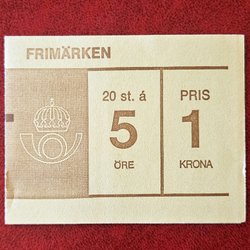 FRIMÄRKEN
20 st. á
5
ÖRE
PRIS
1
KRONA